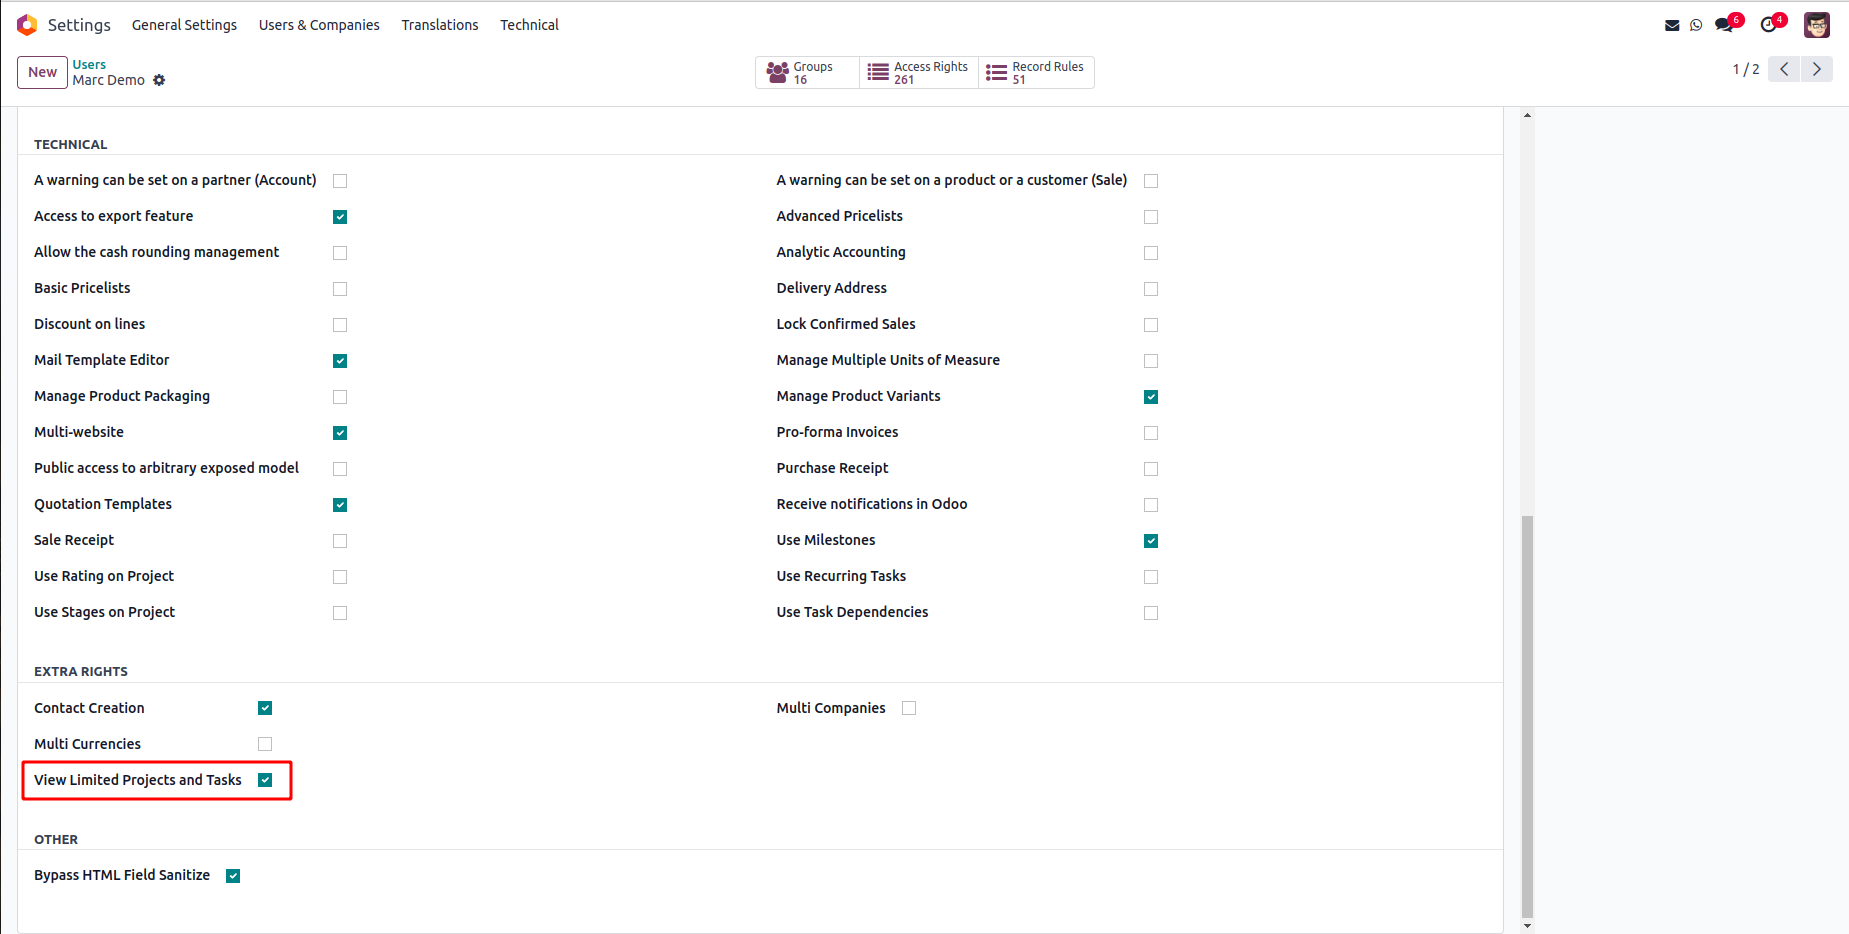 Settings General Settings Users & Companies Translations Technical 6 4
New Users Groups Access Rights Record Rules
Marc Demo 16 261 51 1 / 2
TECHNICAL
A warning can be set on a partner (Account) A warning can be set on a product or a customer (Sale)
Access to export feature Advanced Pricelists
Allow the cash rounding management Analytic Accounting
Basic Pricelists Delivery Address
Discount on lines Lock Confirmed Sales
Mail Template Editor Manage Multiple Units of Measure
Manage Product Packaging Manage Product Variants
Multi-website Pro-forma Invoices
Public access to arbitrary exposed model Purchase Receipt
Quotation Templates Receive notifications in Odoo
Sale Receipt Use Milestones
Use Rating on Project Use Recurring Tasks
Use Stages on Project Use Task Dependencies
EXTRA RIGHTS
Contact Creation Multi Companies
Multi Currencies
View Limited Projects and Tasks
OTHER
Bypass HTML Field Sanitize